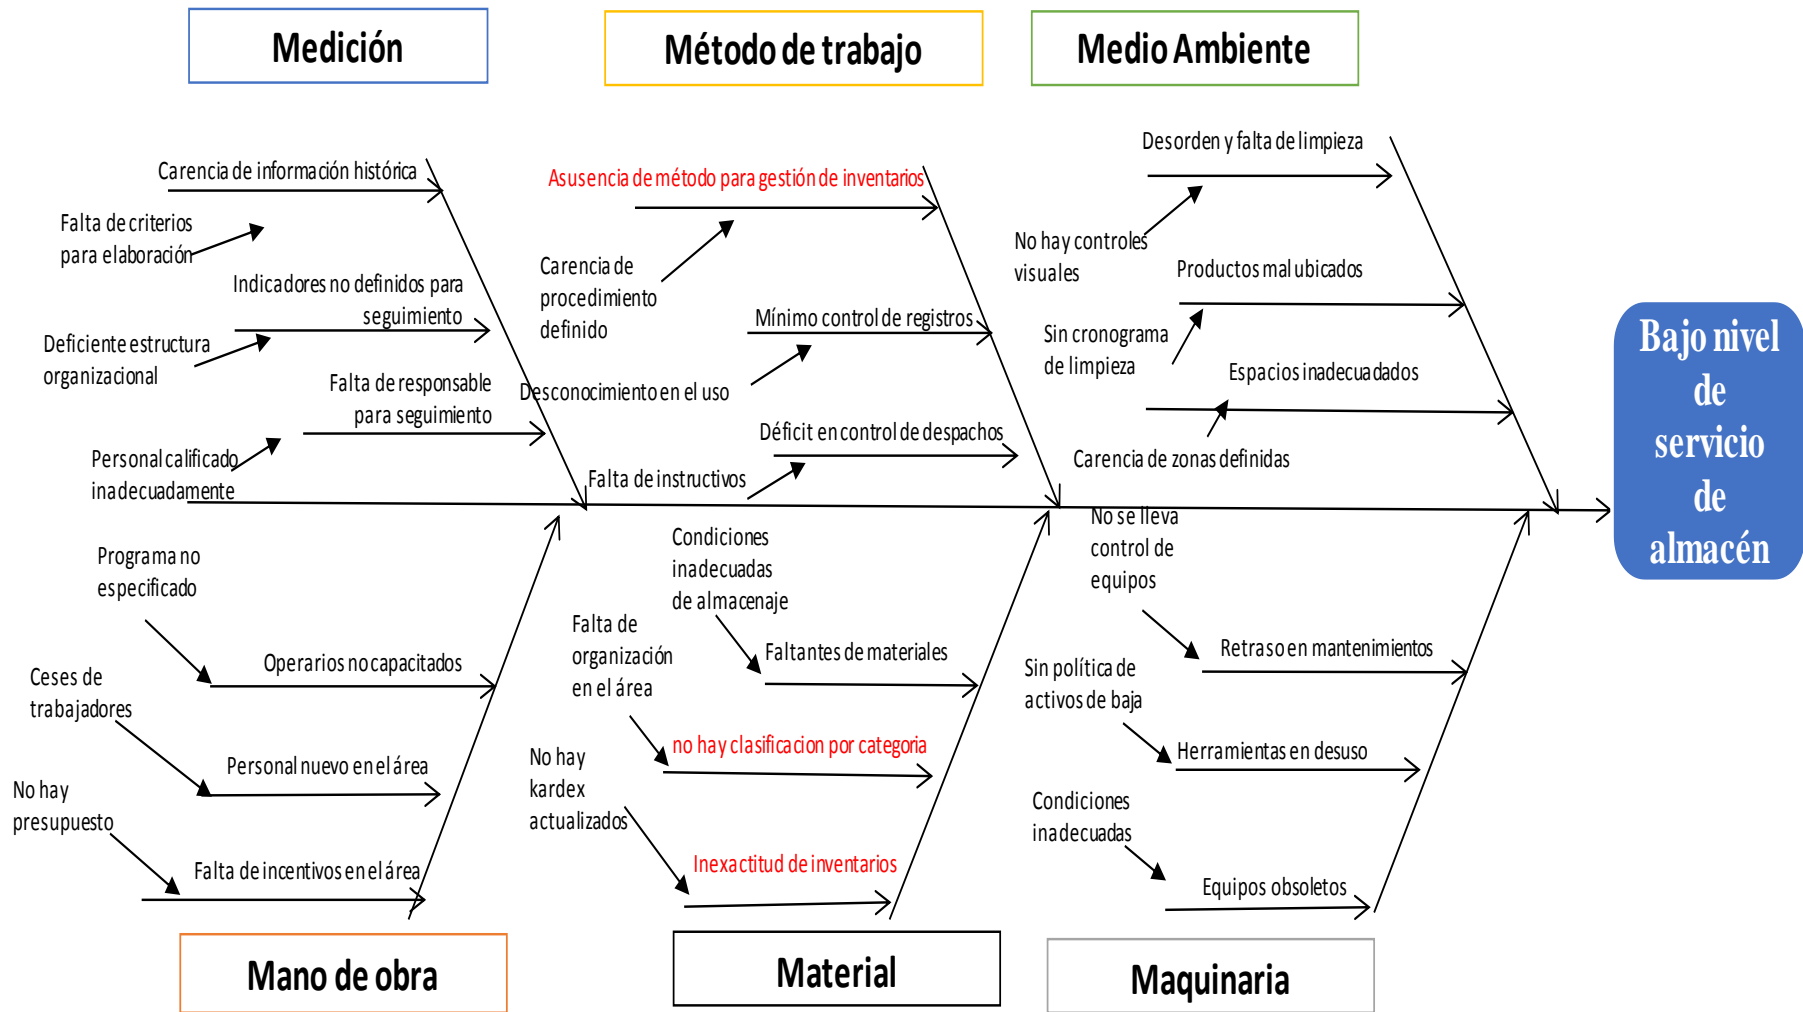 Medición
Método de trabajo
Medio Ambiente
Carencia de información histórica
Falta de criterios
para elaboración
Indicadores no definidos para
seguimiento
Deficiente estructura
organizacional
Falta de responsable
para seguimiento
Personal calificado
inadecuadamente
Asusencia de método para gestión de inventarios
Carencia de
procedimiento
definido
Mínimo control de registros
Desconocimiento en el uso
Déficit en control de despachos
Falta de instructivos
Desorden y falta de limpieza
No hay controles
visuales
Productos mal ubicados
Sin cronograma
de limpieza
Espacios inadecuadados
Carencia de zonas definidas
Bajo nivel
de
servicio
de
almacén
Programa no
especificado
Operarios no capacitados
Ceses de
trabajadores
Personal nuevo en el área
No hay
presupuesto
Falta de incentivos en el área
Condiciones
inadecuadas
de almacenaje
Faltantes de materiales
Falta de
organización
en el área
no hay clasificacion por categoria
No hay
kardex
actualizados
Inexactitud de inventarios
No se lleva
control de
equipos
Retraso en mantenimientos
Sin política de
activos de baja
Herramientas en desuso
Condiciones
inadecuadas
Equipos obsoletos
Mano de obra
Material
Maquinaria